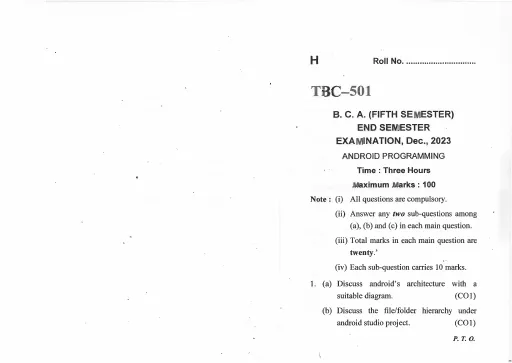 H Roll No. ..............................
TBC–501
B. C. A. (FIFTH SEMESTER)
END SEMESTER
EXAMINATION, Dec., 2023
ANDROID PROGRAMMING
Time : Three Hours
Maximum Marks : 100
Note : (i) All questions are compulsory.
(ii) Answer any two sub-questions among
(a), (b) and (c) in each main question.
(iii) Total marks in each main question are
twenty.
(iv) Each sub-question carries 10 marks.
1. (a) Discuss android's architecture with a
suitable diagram. (CO1)
(b) Discuss the file/folder hierarchy under
android studio project. (CO1)
P. T. O.